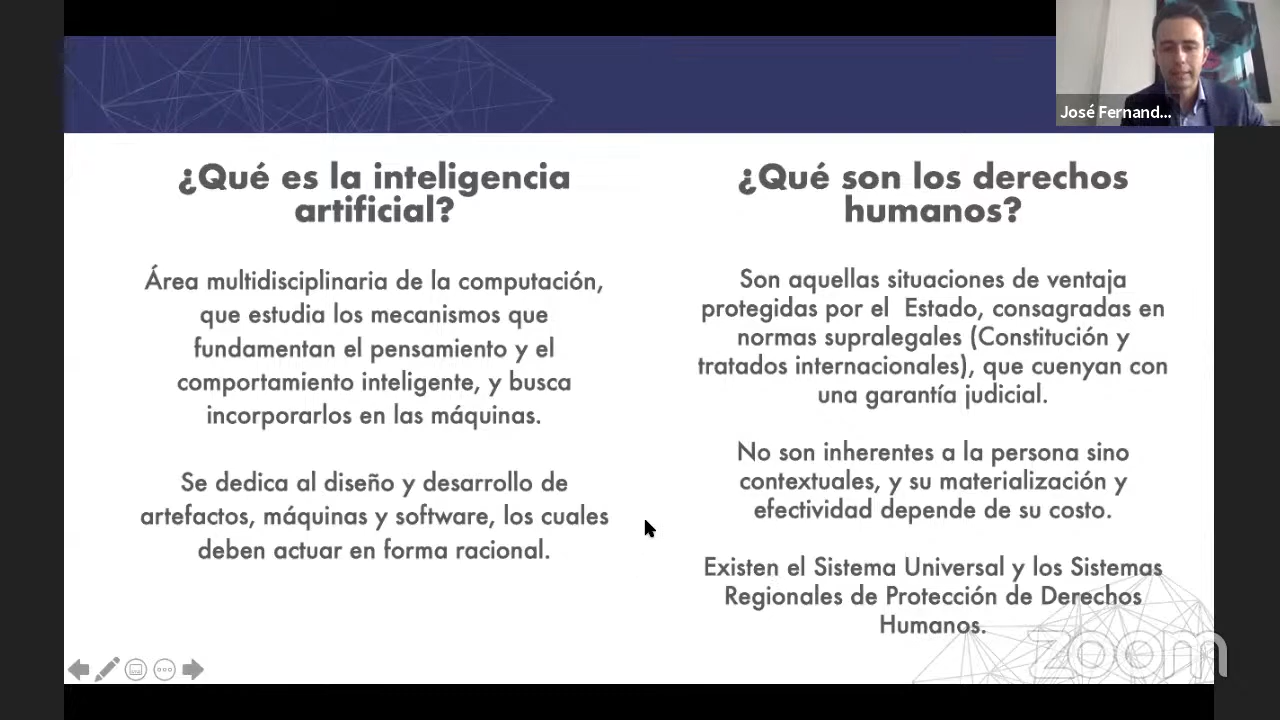 José Fernand...
¿Qué es la inteligencia
artificial?
Área multidisciplinaria de la computación,
que estudia los mecanismos que
fundamentan el pensamiento y el
comportamiento inteligente, y busca
incorporarlos en las máquinas.
Se dedica al diseño y desarrollo de
artefactos, máquinas y software, los cuales
deben actuar en forma racional.
¿Qué son los derechos
humanos?
Son aquellas situaciones de ventaja
protegidas por el Estado, consagradas en
normas supralegales (Constitución y
tratados internacionales), que cuenyan con
una garantía judicial.
No son inherentes a la persona sino
contextuales, y su materialización y
efectividad depende de su costo.
Existen el Sistema Universal y los Sistemas
Regionales de Protección de Derechos
Humanos.
zoom